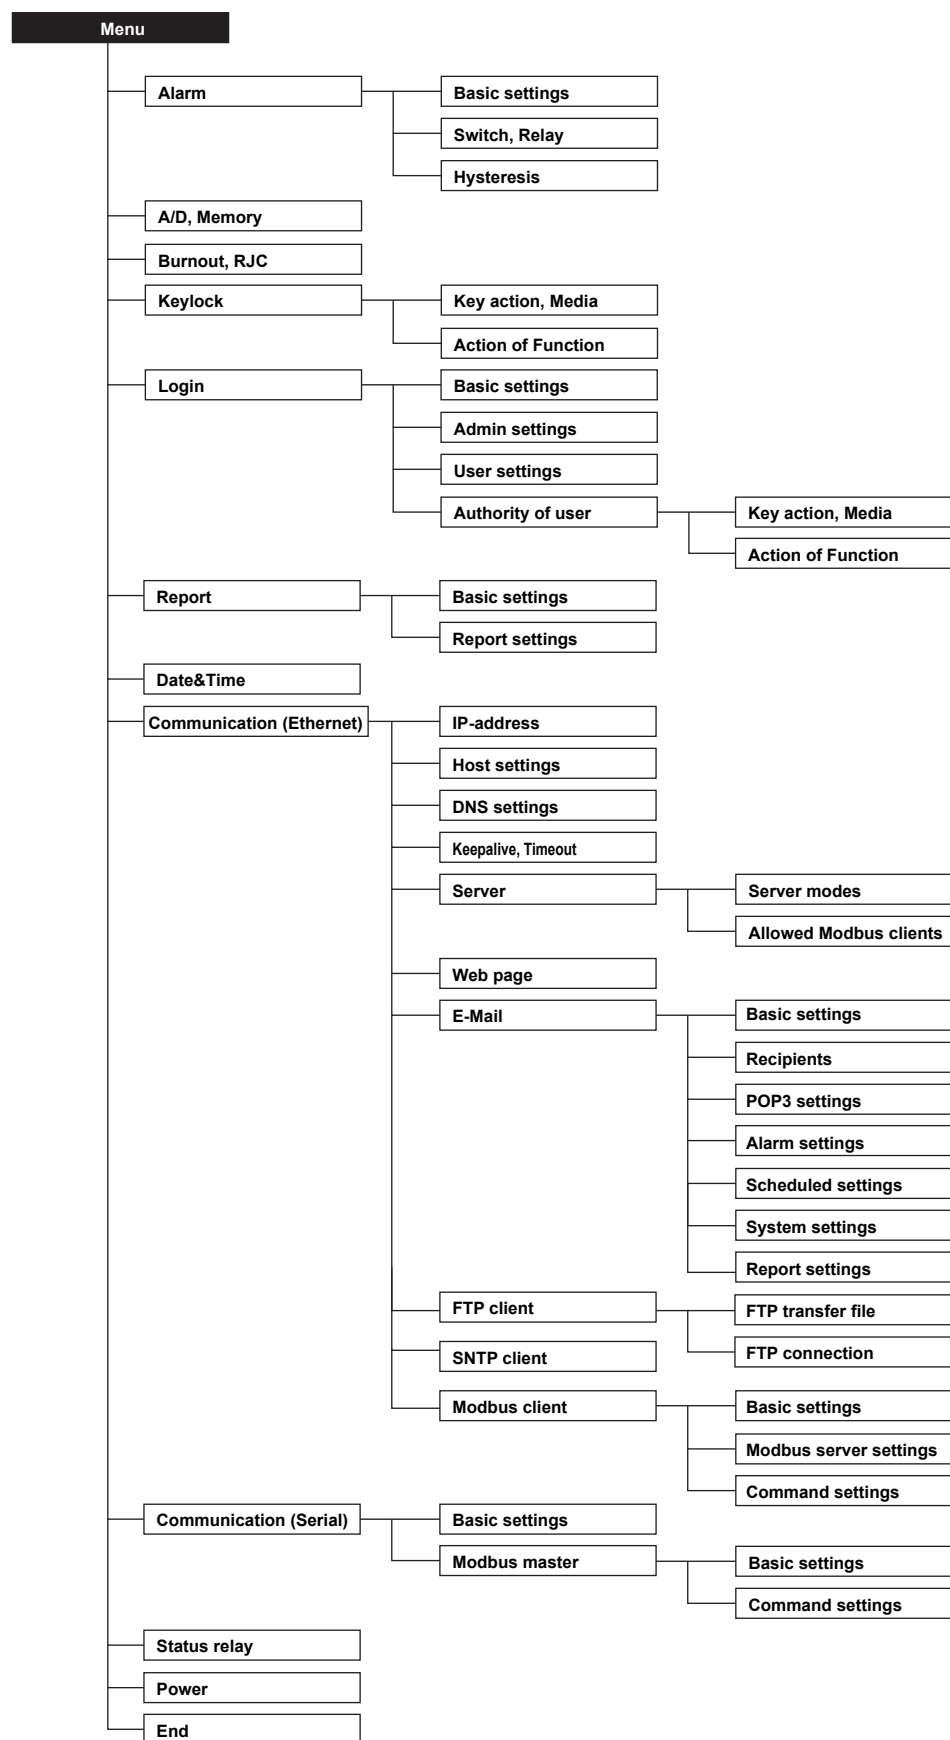 Menu
Alarm
Basic settings
Switch, Relay
Hysteresis
A/D, Memory
Burnout, RJC
Keylock
Key action, Media
Action of Function
Login
Basic settings
Admin settings
User settings
Authority of user
Key action, Media
Action of Function
Report
Basic settings
Report settings
Date&Time
Communication (Ethernet)
IP-address
Host settings
DNS settings
Keepalive, Timeout
Server
Server modes
Allowed Modbus clients
Web page
E-Mail
Basic settings
Recipients
POP3 settings
Alarm settings
Scheduled settings
System settings
Report settings
FTP client
FTP transfer file
FTP connection
SNTP client
Modbus client
Basic settings
Modbus server settings
Command settings
Communication (Serial)
Basic settings
Modbus master
Basic settings
Command settings
Status relay
Power
End